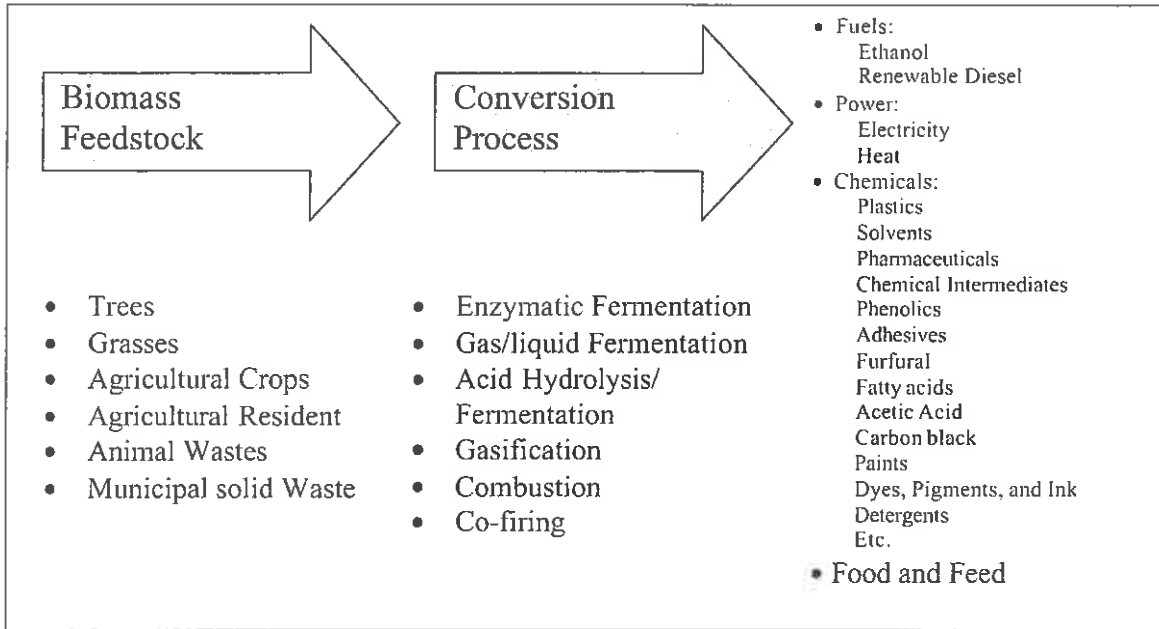 Biomass
Feedstock
• Trees
• Grasses
• Agricultural Crops
• Agricultural Resident
• Animal Wastes
• Municipal solid Waste
Conversion
Process
• Enzymatic Fermentation
• Gas/liquid Fermentation
• Acid Hydrolysis/
Fermentation
• Gasification
• Combustion
• Co-firing
• Fuels:
Ethanol
Renewable Diesel
• Power:
Electricity
Heat
• Chemicals:
Plastics
Solvents
Pharmaceuticals
Chemical Intermediates
Phenolics
Adhesives
Furfural
Fatty acids
Acetic Acid
Carbon black
Paints
Dyes, Pigments, and Ink
Detergents
Etc.
• Food and Feed